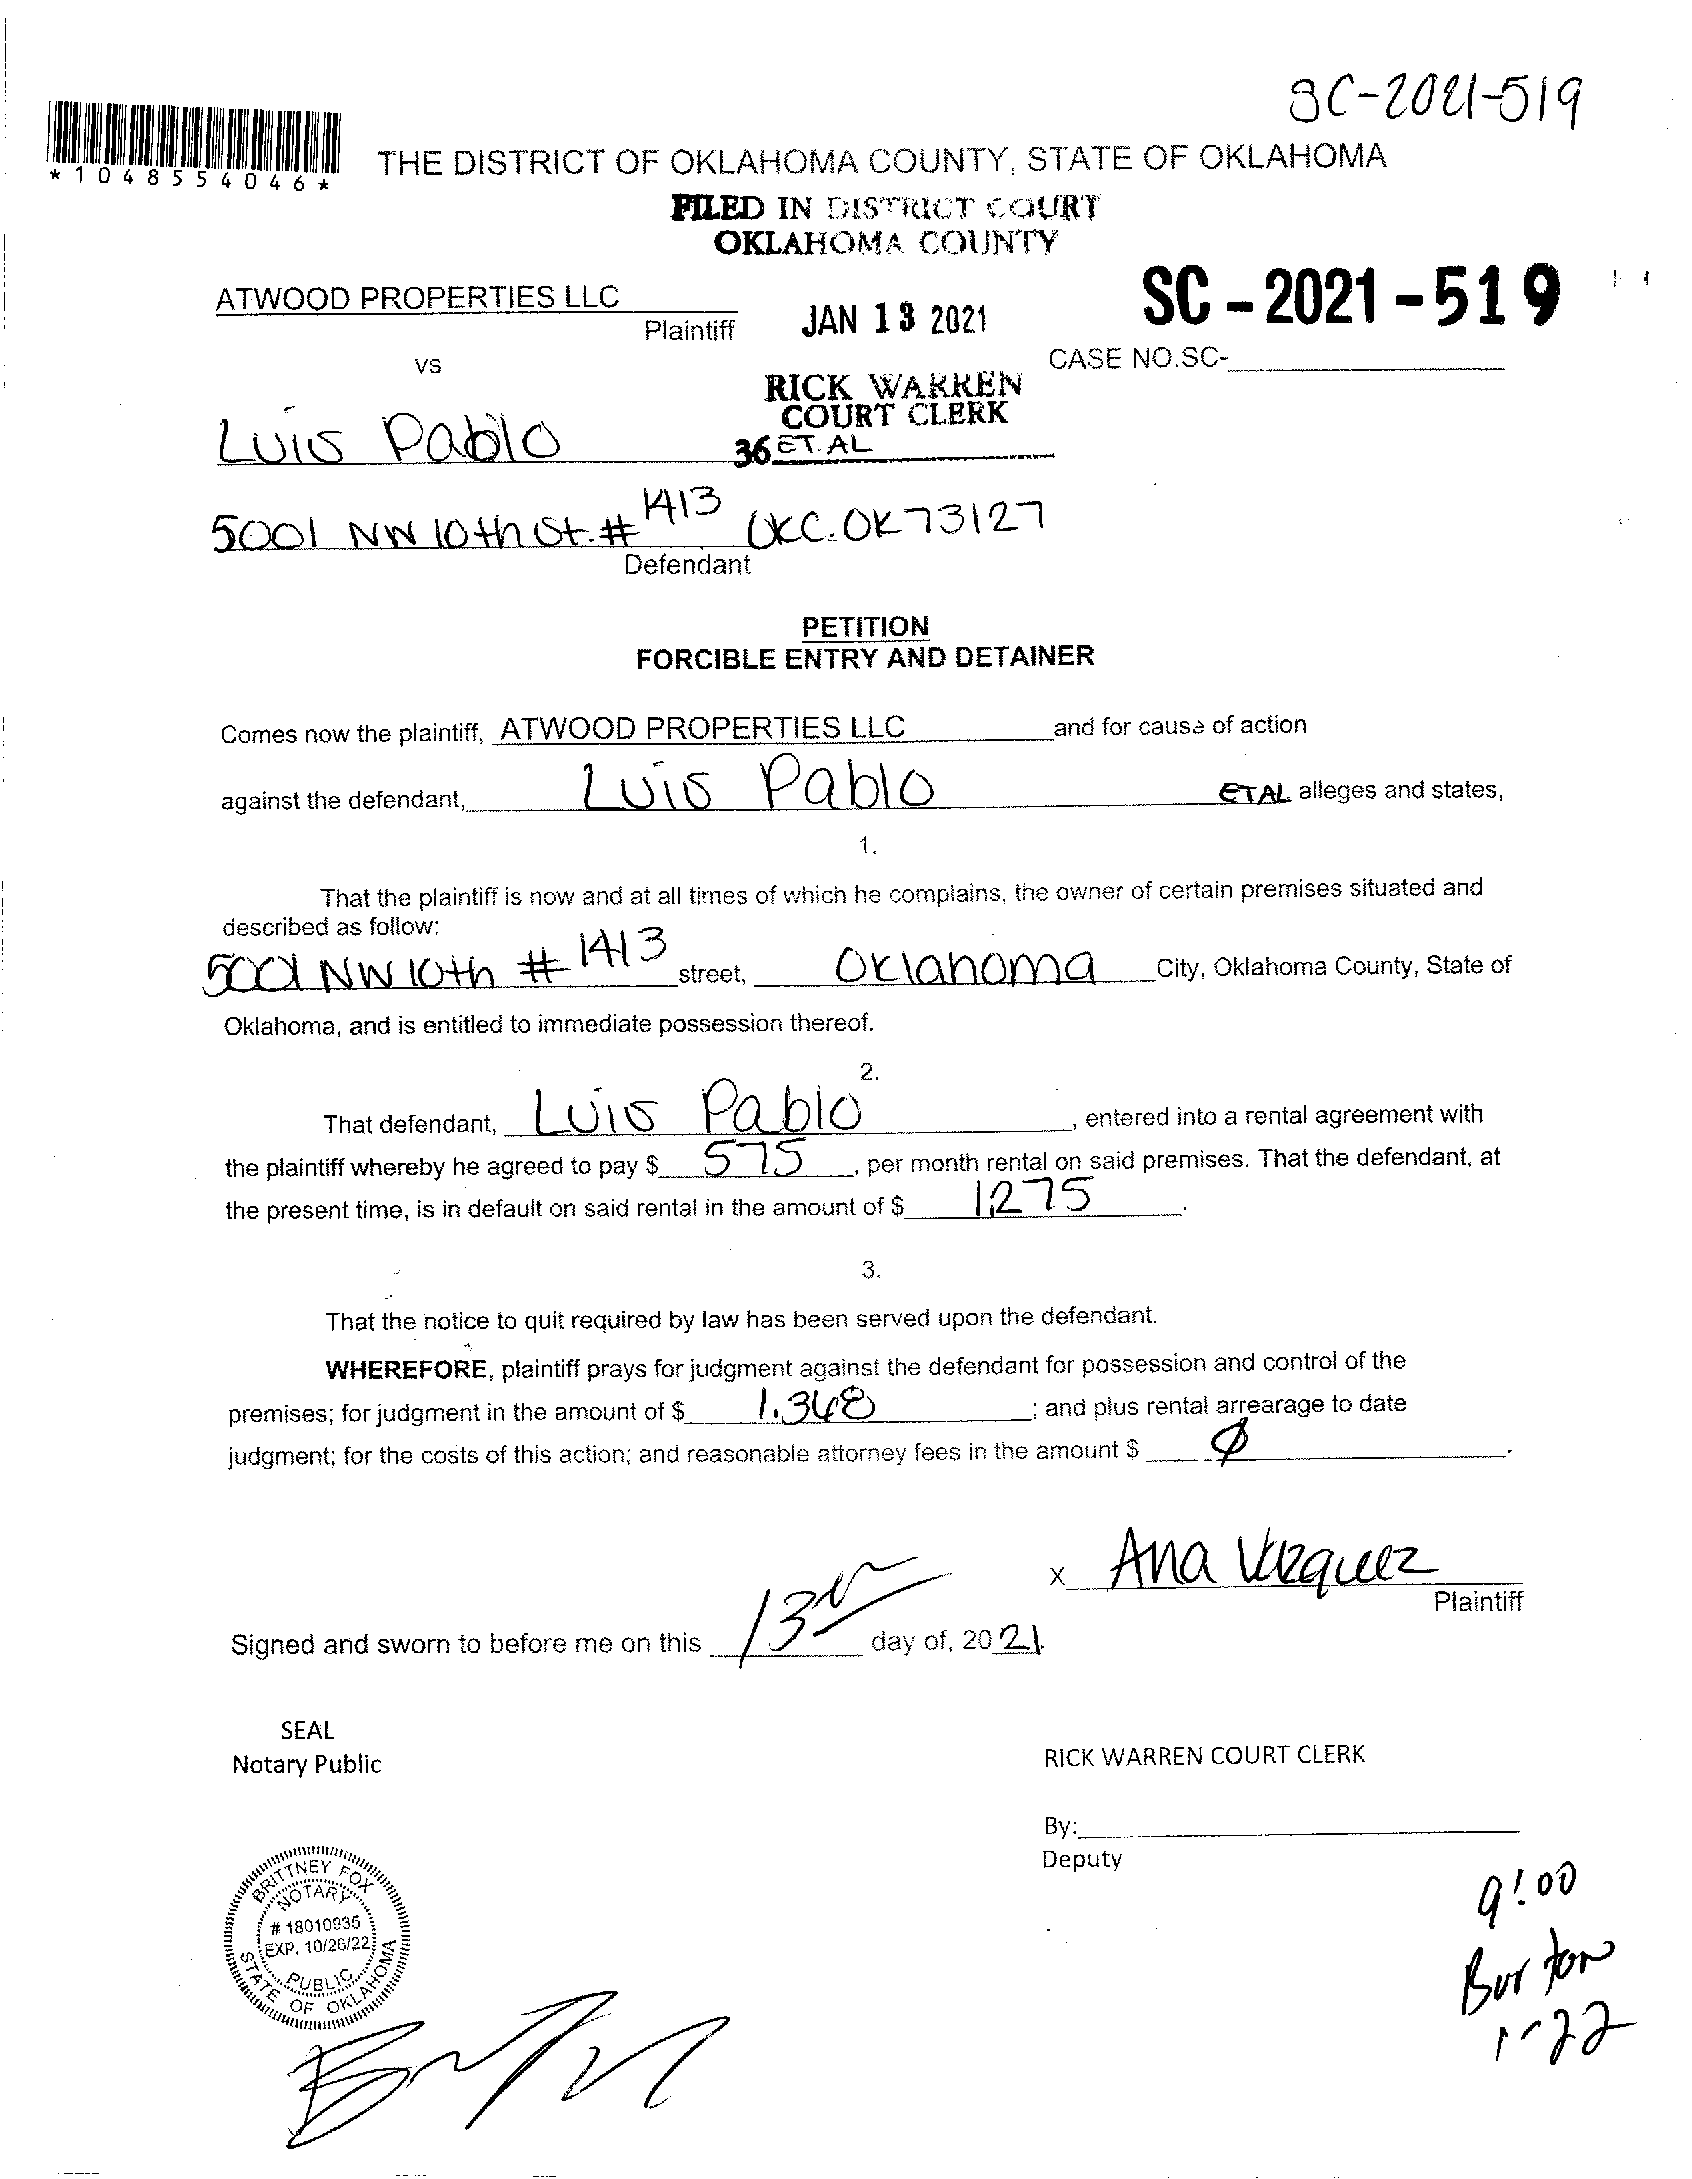 SC-2021-519
*1048554046*
THE DISTRICT OF OKLAHOMA COUNTY, STATE OF OKLAHOMA
FILED IN DISTRICT COURT
OKLAHOMA COUNTY
ATWOOD PROPERTIES LLC
Plaintiff
JAN 13 2021
SC-2021-519
vs
CASE NO.SC-
RICK WARREN
COURT CLERK
Luis Pablo
36 ET.AL
5001 NW 10th St. # 1413 OKC. OK 73127
Defendant
PETITION
FORCIBLE ENTRY AND DETAINER
Comes now the plaintiff, ATWOOD PROPERTIES LLC and for cause of action
against the defendant, Luis Pablo ETAL alleges and states,
1.
That the plaintiff is now and at all times of which he complains, the owner of certain premises situated and
described as follow:
5001 NW 10th # 1413 street, Oklahoma City, Oklahoma County, State of
Oklahoma, and is entitled to immediate possession thereof.
2.
That defendant, Luis Pablo, entered into a rental agreement with
the plaintiff whereby he agreed to pay $ 575, per month rental on said premises. That the defendant, at
the present time, is in default on said rental in the amount of $ 1,275.
3.
That the notice to quit required by law has been served upon the defendant.
WHEREFORE, plaintiff prays for judgment against the defendant for possession and control of the
premises; for judgment in the amount of $ 1.348; and plus rental arrearage to date
judgment; for the costs of this action; and reasonable attorney fees in the amount $ Ø.
x Ana Vazquez
Plaintiff
Signed and sworn to before me on this 13th day of, 2021.
SEAL
Notary Public
RICK WARREN COURT CLERK
By:
Deputy
BRITTNEY FOX
NOTARY
# 18010935
EXP. 10/26/22
PUBLIC
STATE OF OKLAHOMA
9:00
Burton
1-22